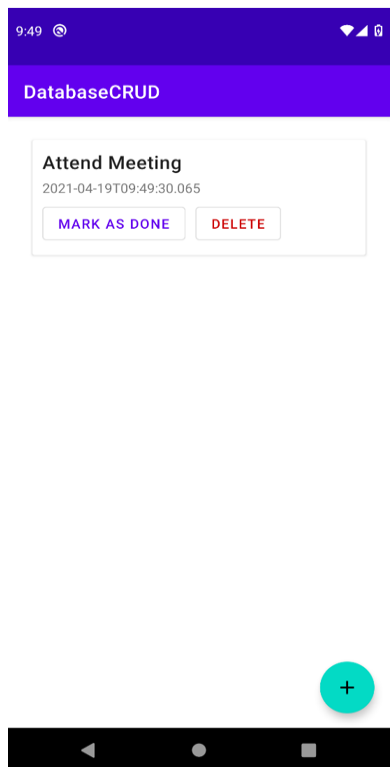 9:49
DatabaseCRUD
Attend Meeting
2021-04-19T09:49:30.065
MARK AS DONE DELETE
+